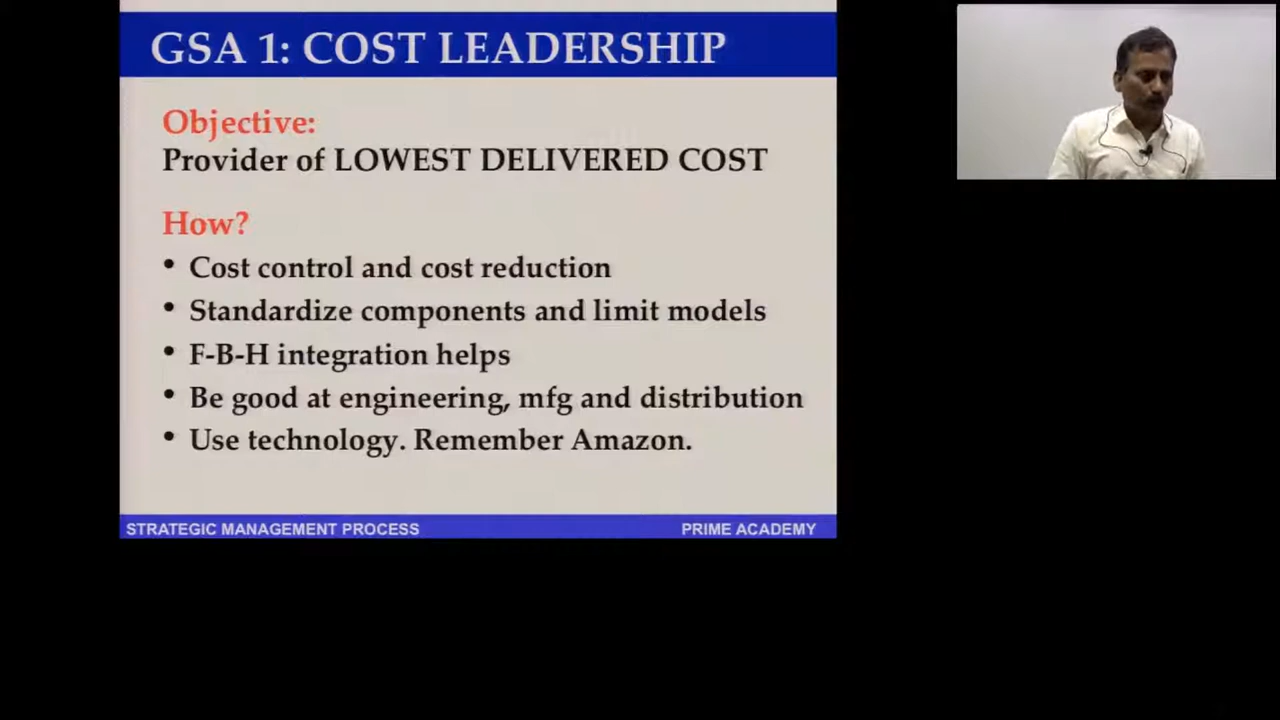 GSA 1: COST LEADERSHIP
Objective:
Provider of LOWEST DELIVERED COST
How?
• Cost control and cost reduction
• Standardize components and limit models
• F-B-H integration helps
• Be good at engineering, mfg and distribution
• Use technology. Remember Amazon.
STRATEGIC MANAGEMENT PROCESS PRIME ACADEMY